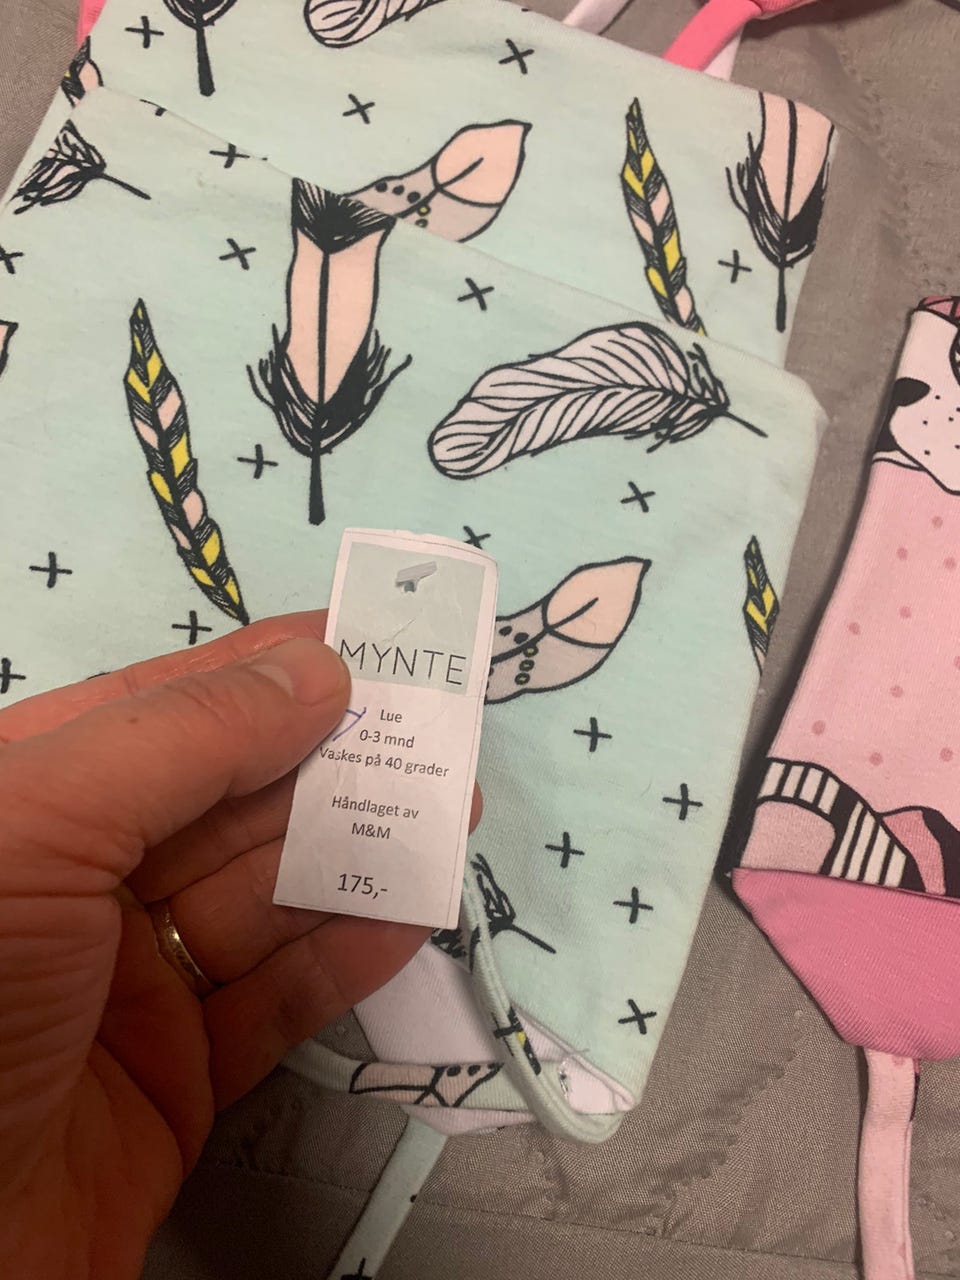 MYNTE
Lue
0-3 mnd
Vaskes på 40 grader
Håndlaget av
M&M
175,-